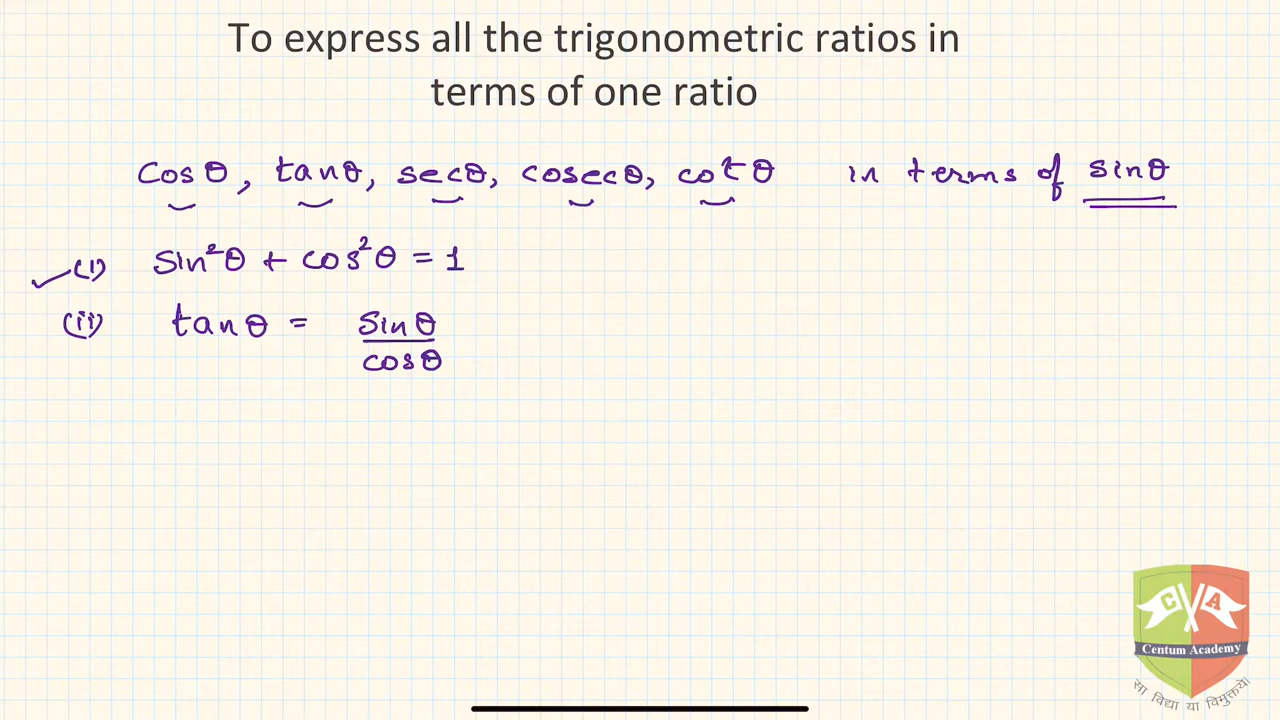 To express all the trigonometric ratios in
terms of one ratio
cosθ, tanθ, secθ, cosecθ, cotθ in terms of sinθ
(i) sin²θ + cos²θ = 1
(ii) tanθ = sinθ
cosθ
C A
Centum Academy
सा विद्या या विमुक्तये